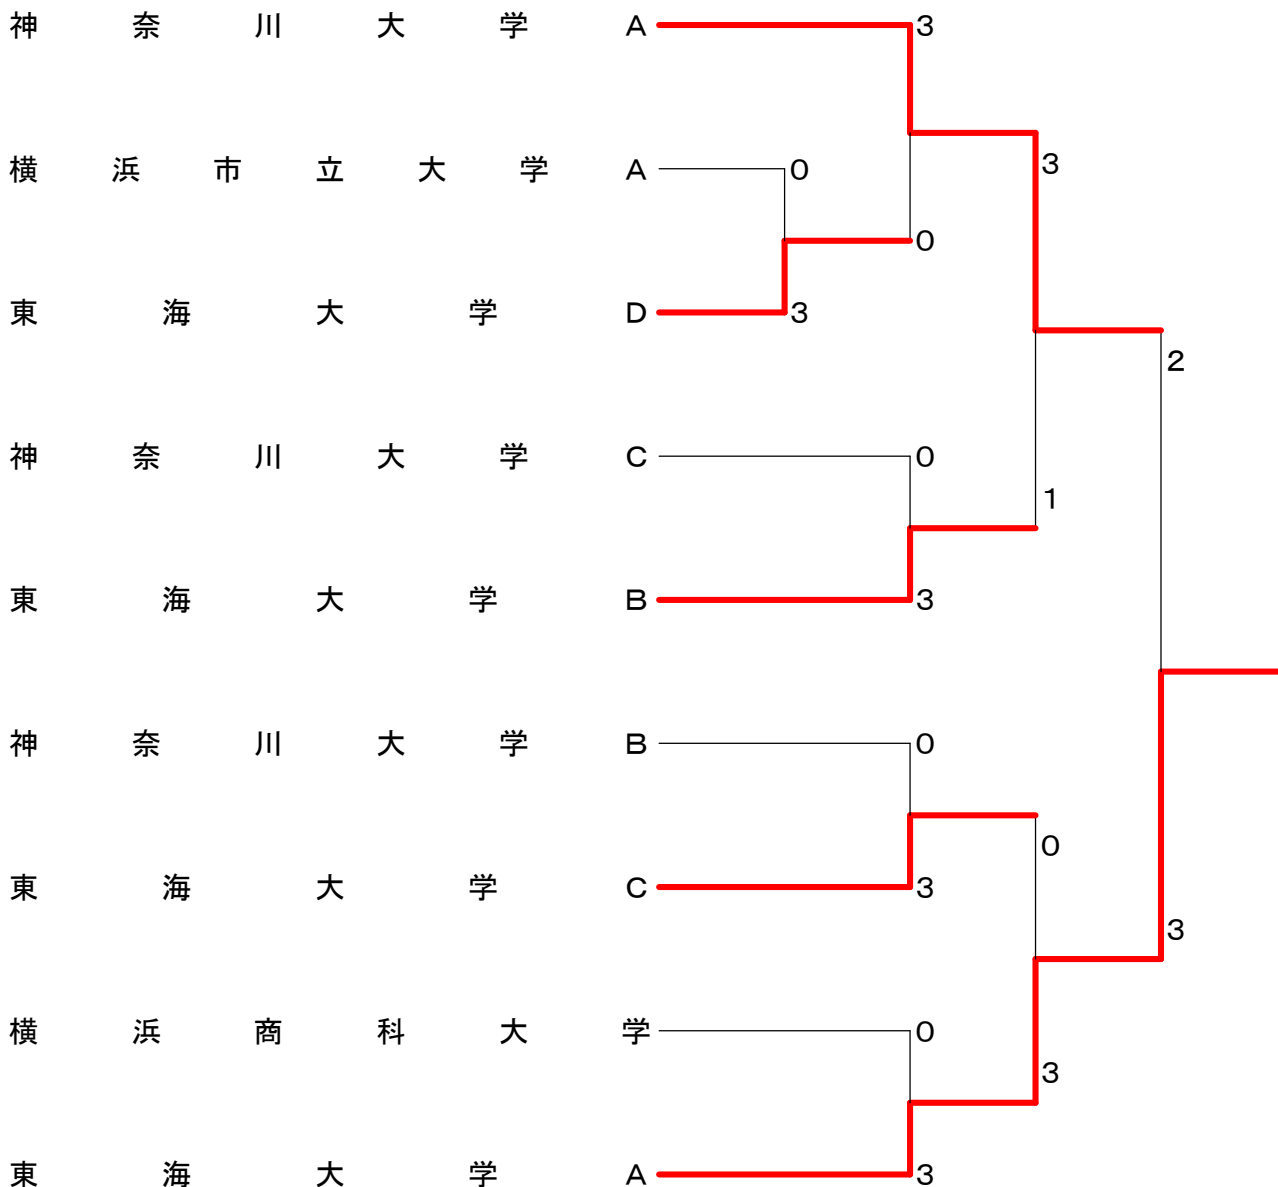 神奈川大学 A 3
3
横浜市立大学 A 0
0
東海大学 D 3
2
神奈川大学 C 0
1
東海大学 B 3
神奈川大学 B 0
0
東海大学 C 3
3
横浜商科大学 0
3
東海大学 A 3